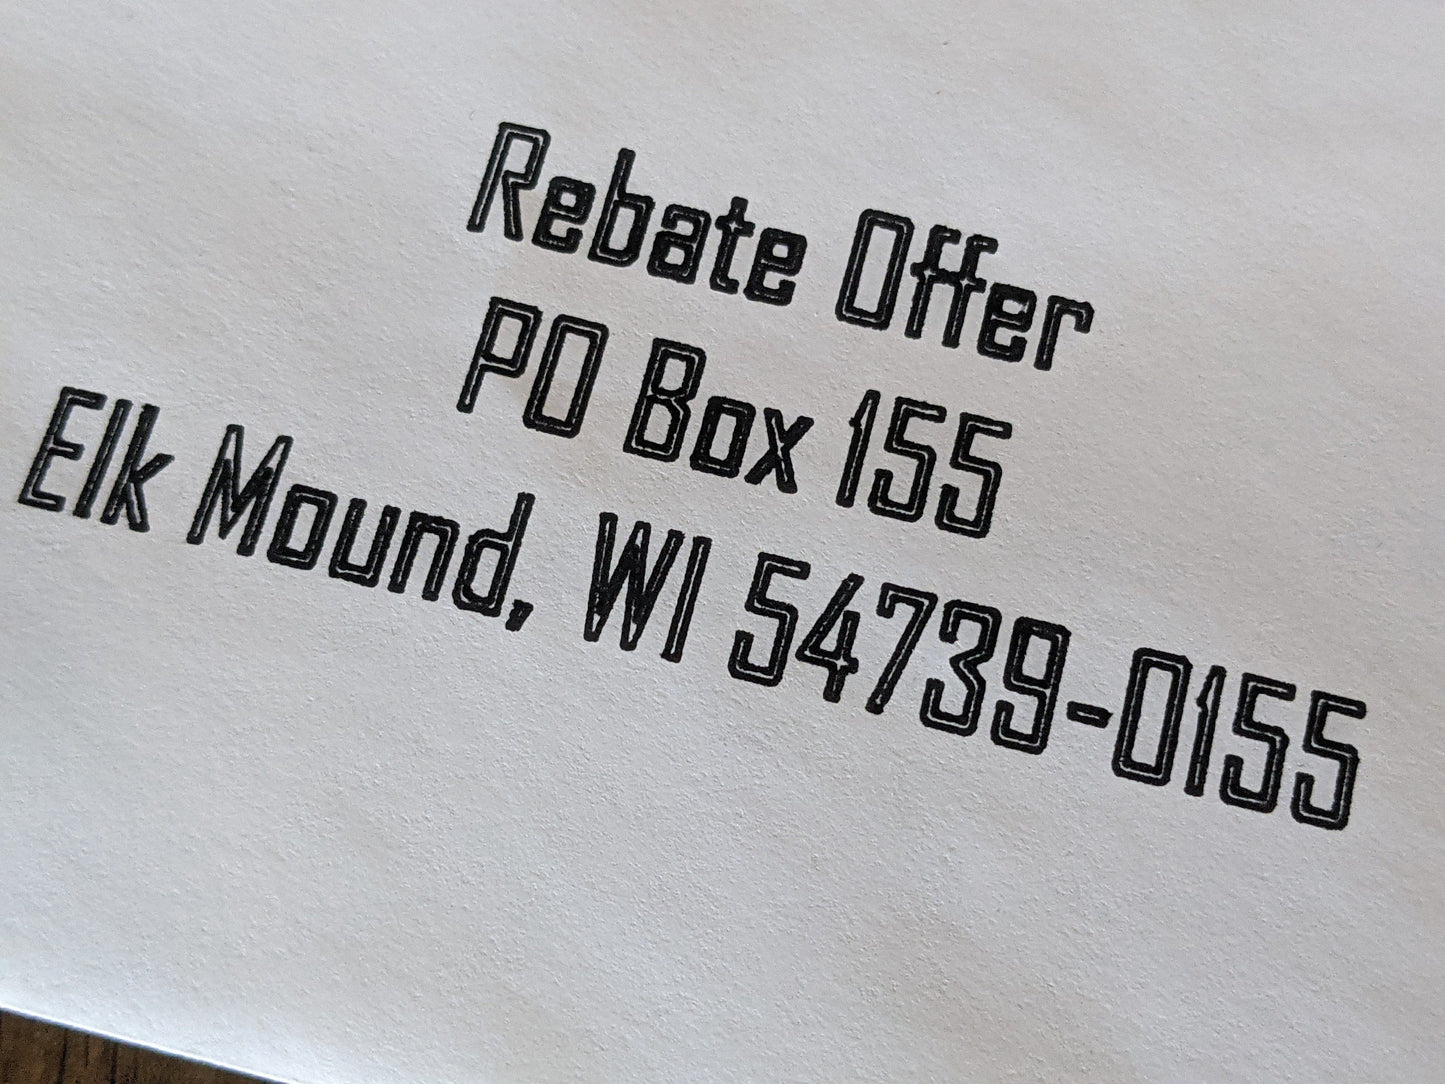 Rebate Offer
PO Box 155
Elk Mound, WI 54739-0155